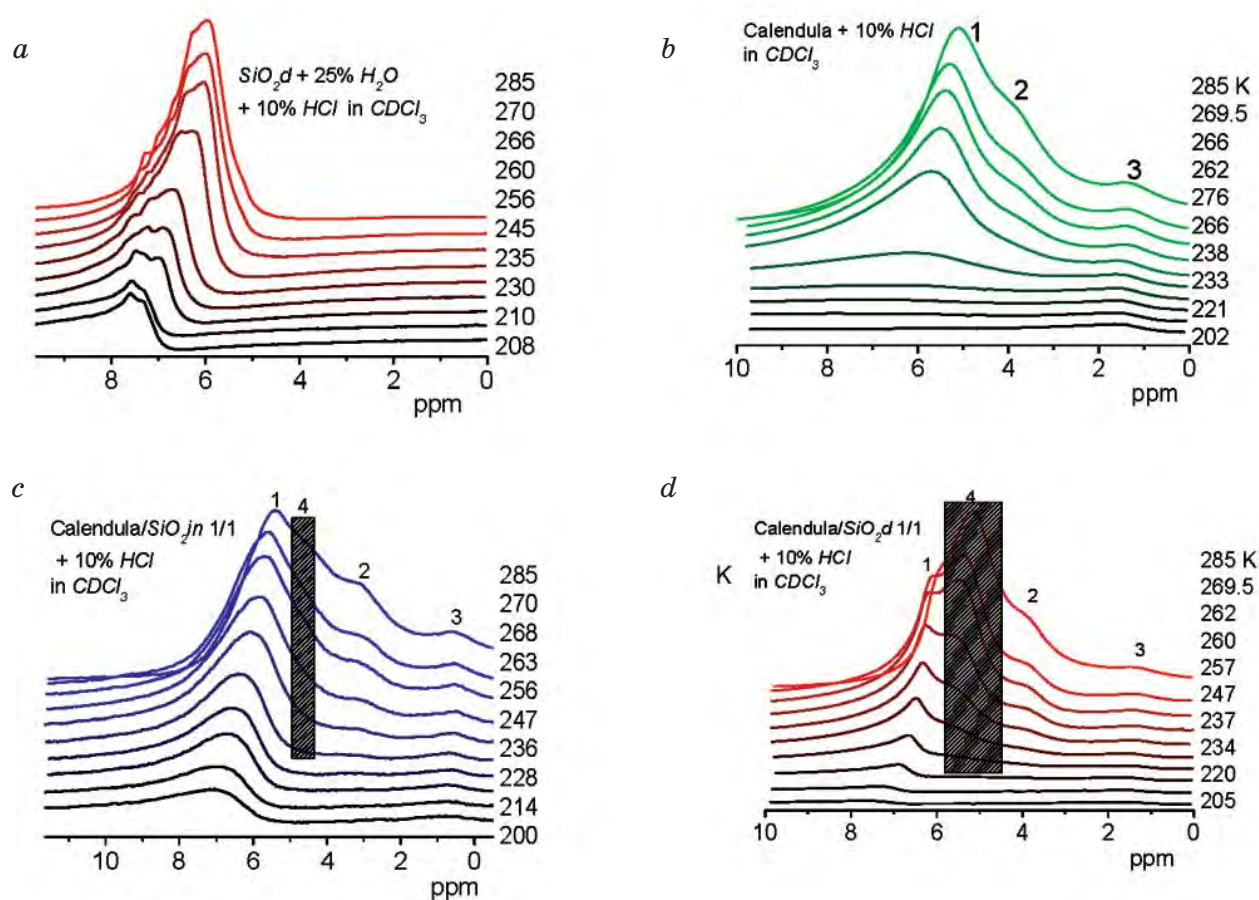 a
SiO2d + 25% H2O
+ 10% HCl in CDCl3
285
270
266
260
256
245
235
230
210
208
8 6 4 2 0
ppm
b
Calendula + 10% HCl
in CDCl3
1
2
3
285 K
269.5
266
262
276
266
238
233
221
202
10 8 6 4 2 0
ppm
c
Calendula/SiO2in 1/1
+ 10% HCl
in CDCl3
1
4
2
3
285
270
268
263
256
247
236
228
214
200
10 8 6 4 2 0
ppm
d
Calendula/SiO2d 1/1
+ 10% HCl
in CDCl3
K
4
1
2
3
285 K
269.5
262
260
257
247
237
234
220
205
10 8 6 4 2 0
ppm